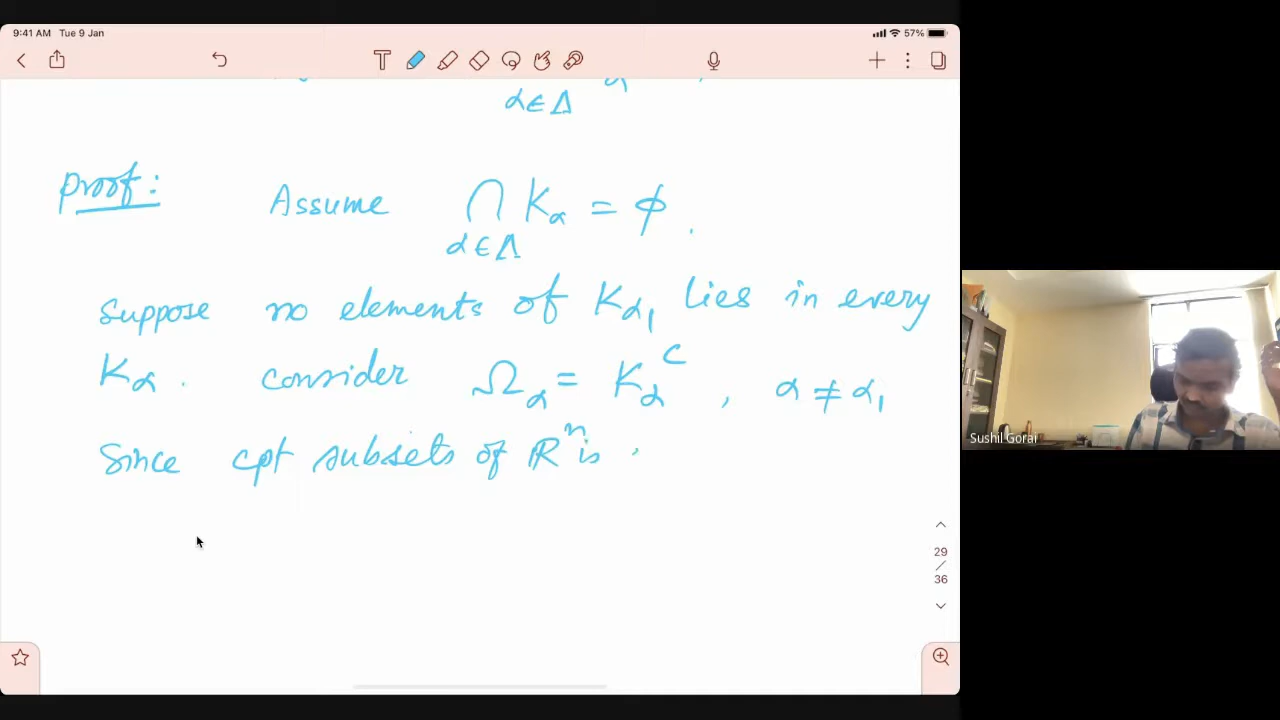 9:41 AM Tue 9 Jan
57%
α∈Δ
Proof: Assume ⋂ Kα = ϕ .
α∈Λ
suppose no elements of Kα₁ lies in every
Kα . consider Ωα = Kα^C , α ≠ α₁
Since cpt subsets of ℝⁿ is
29
/
36
Sushil Gorai